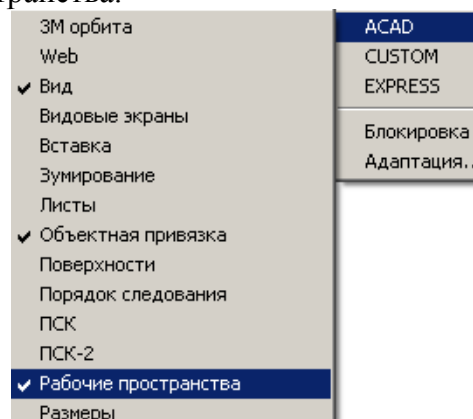 транства.
3М орбита
Web
Вид
Видовые экраны
Вставка
Зумирование
Листы
Объектная привязка
Поверхности
Порядок следования
ПСК
ПСК-2
Рабочие пространства
Размеры
ACAD
CUSTOM
EXPRESS
Блокировка
Адаптация..